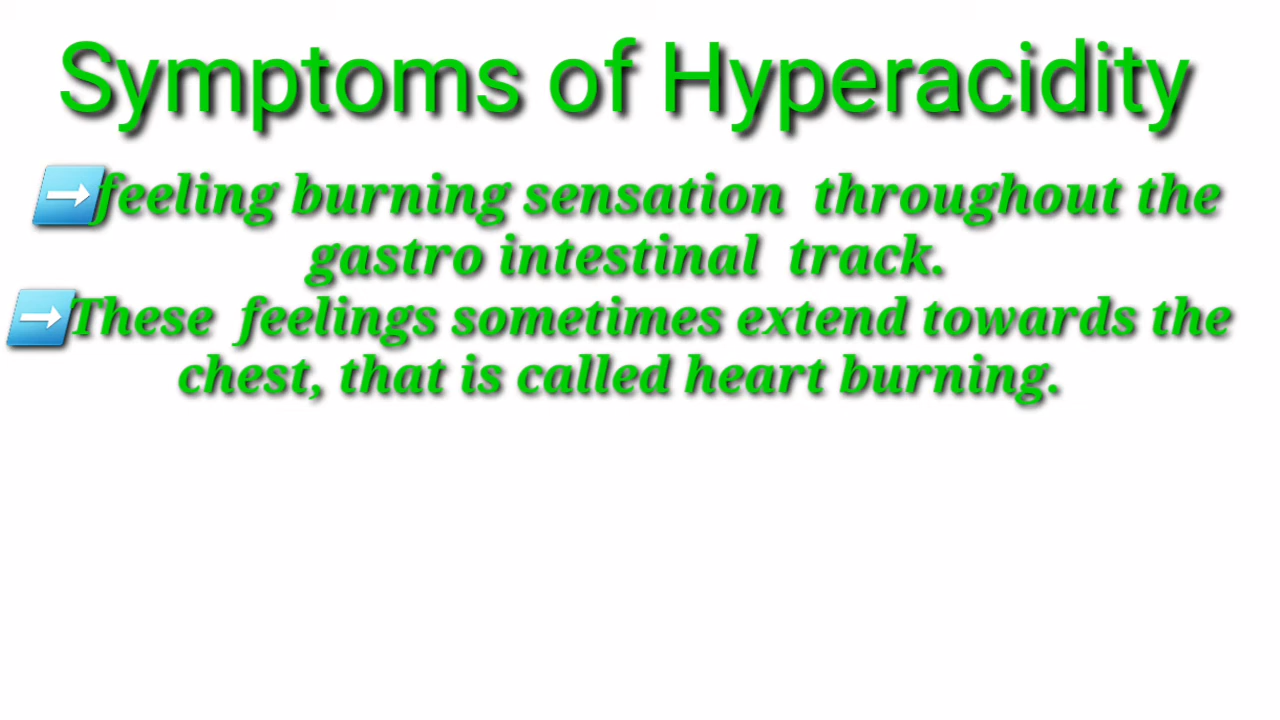 Symptoms of Hyperacidity
➡feeling burning sensation throughout the
gastro intestinal track.
➡These feelings sometimes extend towards the
chest, that is called heart burning.